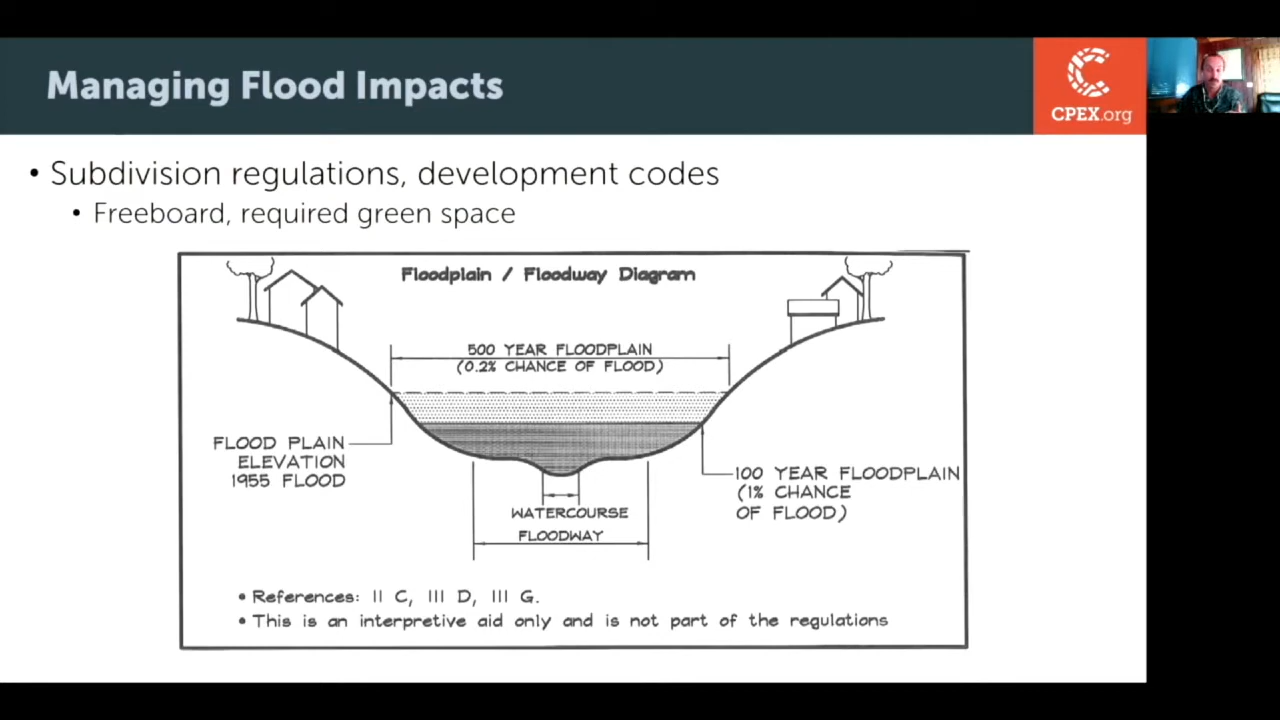 Managing Flood Impacts
CPEX.org
• Subdivision regulations, development codes
• Freeboard, required green space
Floodplain / Floodway Diagram
500 YEAR FLOODPLAIN
(0.2% CHANCE OF FLOOD)
FLOOD PLAIN
ELEVATION
1955 FLOOD
100 YEAR FLOODPLAIN
(1% CHANCE
OF FLOOD)
WATERCOURSE
FLOODWAY
• References: II C, III D, III G.
• This is an interpretive aid only and is not part of the regulations